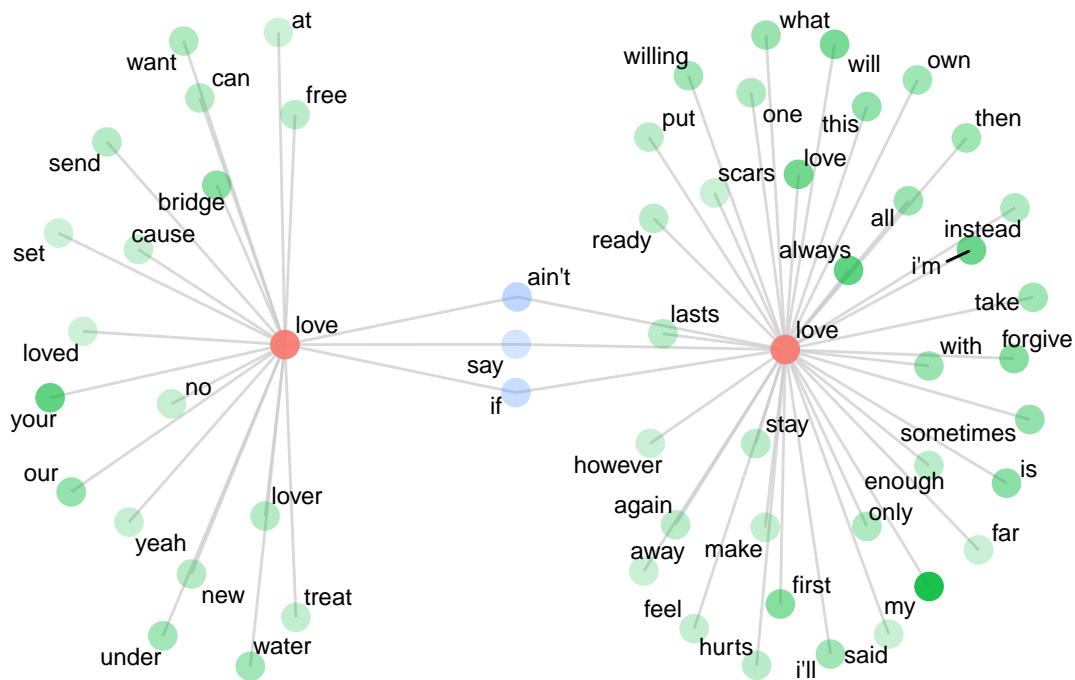 at
want
can
free
send
bridge
cause
set
love
loved
no
your
our
lover
yeah
new
treat
under
water
ain't
say
if
what
willing
will
own
one
put
this
then
love
scars
all
ready
instead
always
i'm
take
lasts
love
forgive
with
stay
sometimes
however
enough
is
again
only
far
away
make
first
my
feel
hurts
said
i'll